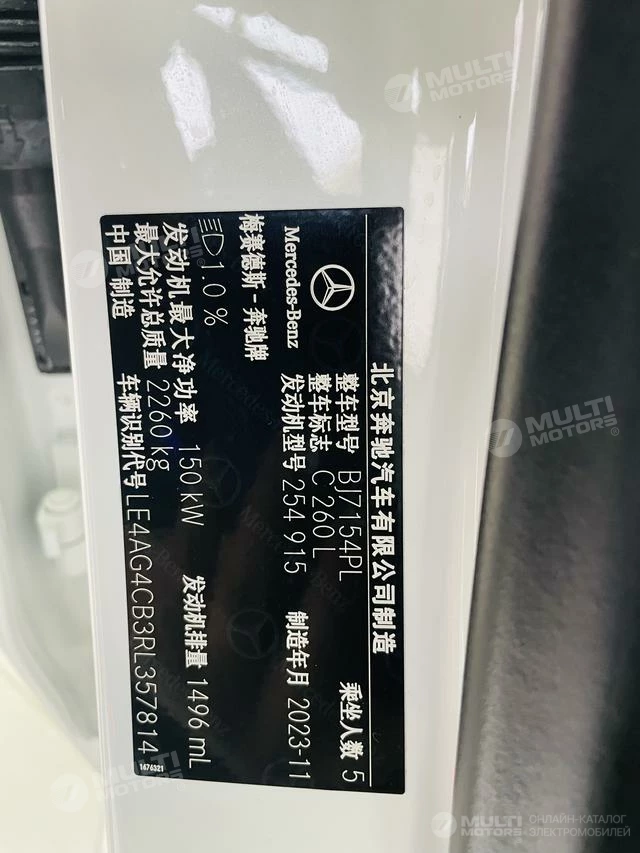 北京奔驰汽车有限公司制造
Mercedes-Benz
梅赛德斯-奔驰牌
整车型号 BJ7154PL 乘坐人数 5
整车标志 C 260 L
发动机型号 254 915 制造年月 2023-11
1.0 %
发动机最大净功率 150 kW 发动机排量 1496 mL
最大允许总质量 2260 kg
中国 制造 车辆识别代号 LE4AG4CB3RL357814
1676321
MULTI MOTORS
MULTI MOTORS
MULTI MOTORS ОНЛАЙН-КАТАЛОГ ЭЛЕКТРОМОБИЛЕЙ